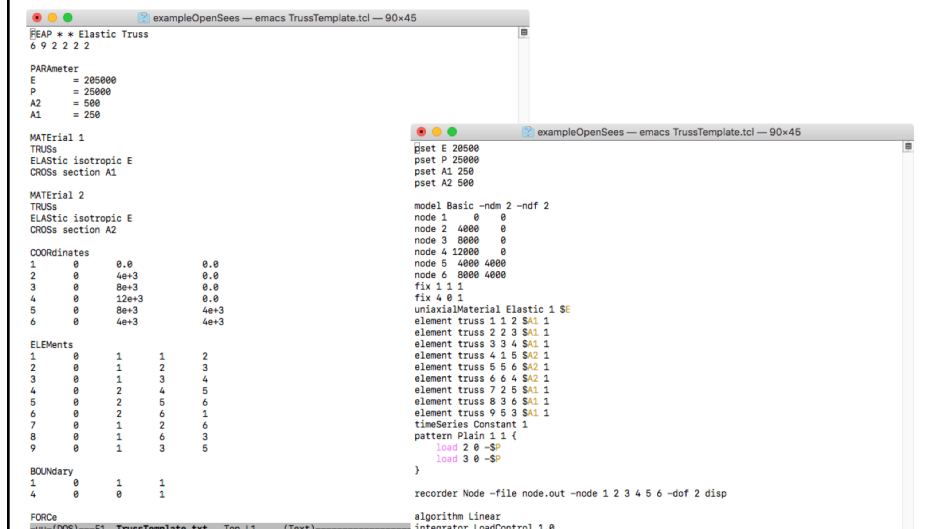 exampleOpenSees — emacs TrussTemplate.tcl — 90×45
FEAP * * Elastic Truss
6 9 2 2 2 2
PARAmeter
E = 205000
P = 25000
A2 = 500
A1 = 250
MATErial 1
TRUSs
ELAStic isotropic E
CROSs section A1
MATErial 2
TRUSs
ELAStic isotropic E
CROSs section A2
COORdinates
1 0 0.0 0.0
2 0 4e+3 0.0
3 0 8e+3 0.0
4 0 12e+3 0.0
5 0 8e+3 4e+3
6 0 4e+3 4e+3
ELEMents
1 0 1 1 2
2 0 1 2 3
3 0 1 3 4
4 0 2 4 5
5 0 2 5 6
6 0 2 6 1
7 0 1 2 6
8 0 1 6 3
9 0 1 3 5
BOUNdary
1 0 1 1
4 0 0 1
FORCe
(DOS) F1 TrussTemplate.txt Top L1 (Text)
exampleOpenSees — emacs TrussTemplate.tcl — 90×45
pset E 20500
pset P 25000
pset A1 250
pset A2 500
model Basic -ndm 2 -ndf 2
node 1 0 0
node 2 4000 0
node 3 8000 0
node 4 12000 0
node 5 4000 4000
node 6 8000 4000
fix 1 1 1
fix 4 0 1
uniaxialMaterial Elastic 1 $E
element truss 1 1 2 $A1 1
element truss 2 2 3 $A1 1
element truss 3 3 4 $A1 1
element truss 4 1 5 $A2 1
element truss 5 5 6 $A2 1
element truss 6 6 4 $A2 1
element truss 7 2 5 $A1 1
element truss 8 3 6 $A1 1
element truss 9 5 3 $A1 1
timeSeries Constant 1
pattern Plain 1 1 {
load 2 0 -$P
load 3 0 -$P
}
recorder Node -file node.out -node 1 2 3 4 5 6 -dof 2 disp
algorithm Linear
integrator LoadControl 1.0